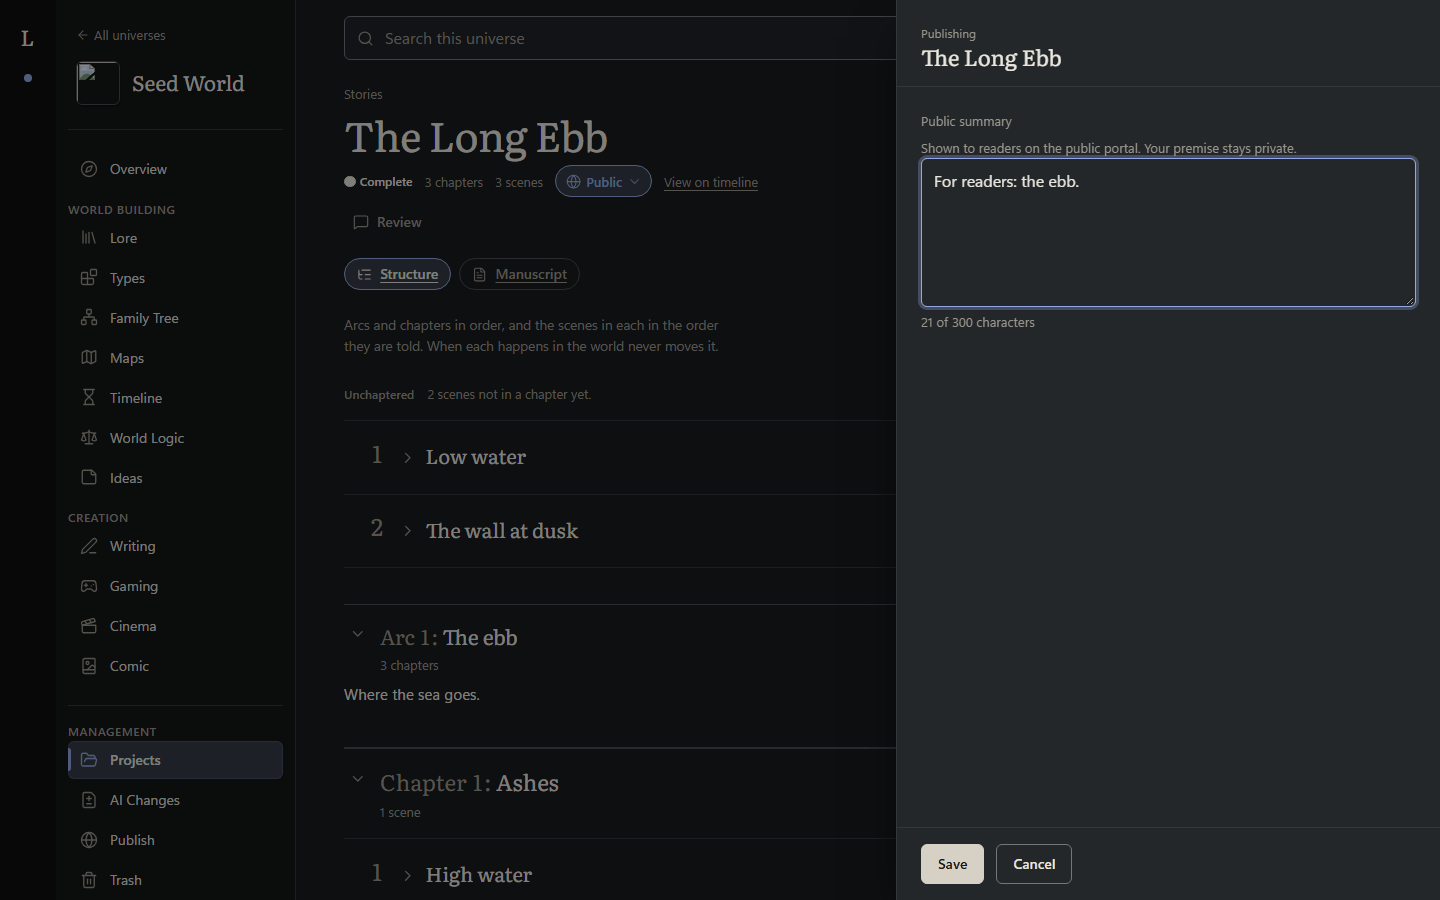 L
All universes
Seed World
Overview
WORLD BUILDING
Lore
Types
Family Tree
Maps
Timeline
World Logic
Ideas
CREATION
Writing
Gaming
Cinema
Comic
MANAGEMENT
Projects
AI Changes
Publish
Trash
Search this universe
Stories
The Long Ebb
Complete 3 chapters 3 scenes Public View on timeline
Review
Structure Manuscript
Arcs and chapters in order, and the scenes in each in the order
they are told. When each happens in the world never moves it.
Unchaptered 2 scenes not in a chapter yet.
1 Low water
2 The wall at dusk
Arc 1: The ebb
3 chapters
Where the sea goes.
Chapter 1: Ashes
1 scene
1 High water
Publishing
The Long Ebb
Public summary
Shown to readers on the public portal. Your premise stays private.
For readers: the ebb.
21 of 300 characters
Save Cancel